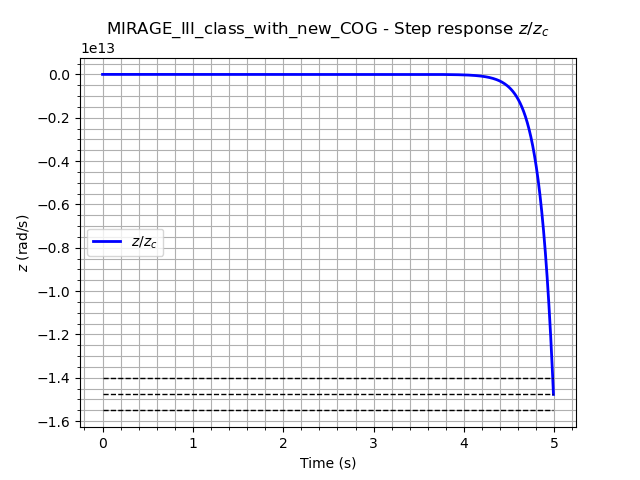 MIRAGE_III_class_with_new_COG - Step response z/z_c
1e13
0.0
−0.2
−0.4
−0.6
−0.8
−1.0
−1.2
−1.4
−1.6
z (rad/s)
z/z_c
0 1 2 3 4 5
Time (s)